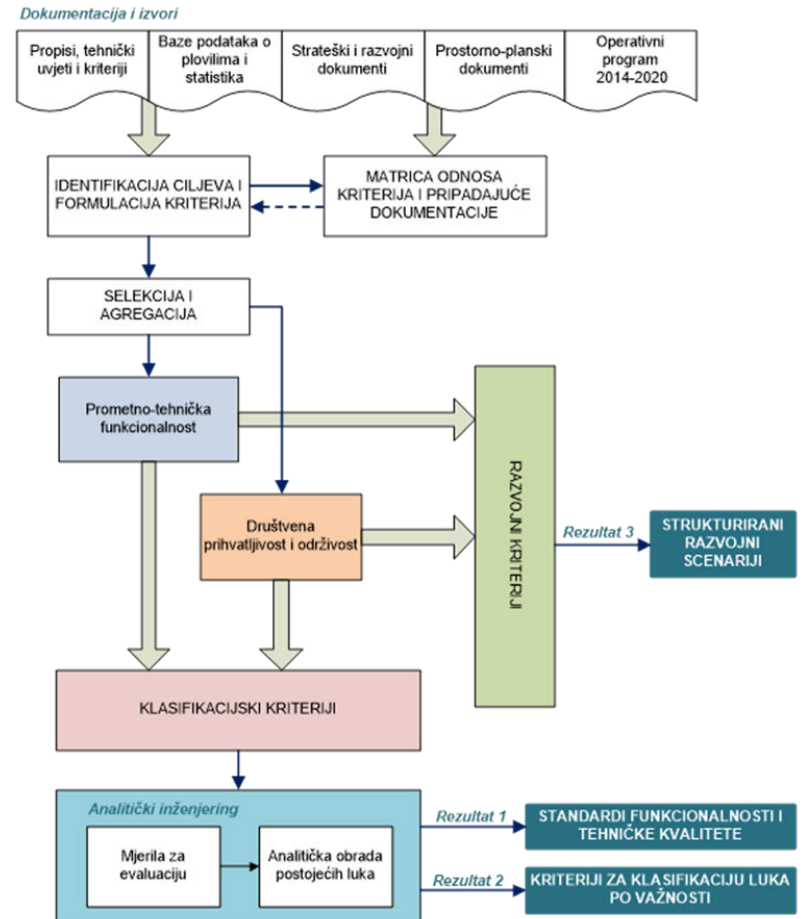 Dokumentacija i izvori
Propisi, tehnički
uvjeti i kriteriji
Baze podataka o
plovilima i
statistika
Strateški i razvojni
dokumenti
Prostorno-planski
dokumenti
Operativni
program
2014-2020
IDENTIFIKACIJA CILJEVA I
FORMULACIJA KRITERIJA
MATRICA ODNOSA
KRITERIJA I PRIPADAJUĆE
DOKUMENTACIJE
SELEKCIJA I
AGREGACIJA
Prometno-tehnička
funkcionalnost
Društvena
prihvatljivost i održivost
RAZVOJNI KRITERIJI
Rezultat 3
STRUKTURIRANI
RAZVOJNI
SCENARIJI
KLASIFIKACIJSKI KRITERIJI
Analitički inženjering
Mjerila za
evaluaciju
Analitička obrada
postojećih luka
Rezultat 1
STANDARDI FUNKCIONALNOSTI I
TEHNIČKE KVALITETE
Rezultat 2
KRITERIJI ZA KLASIFIKACIJU LUKA
PO VAŽNOSTI